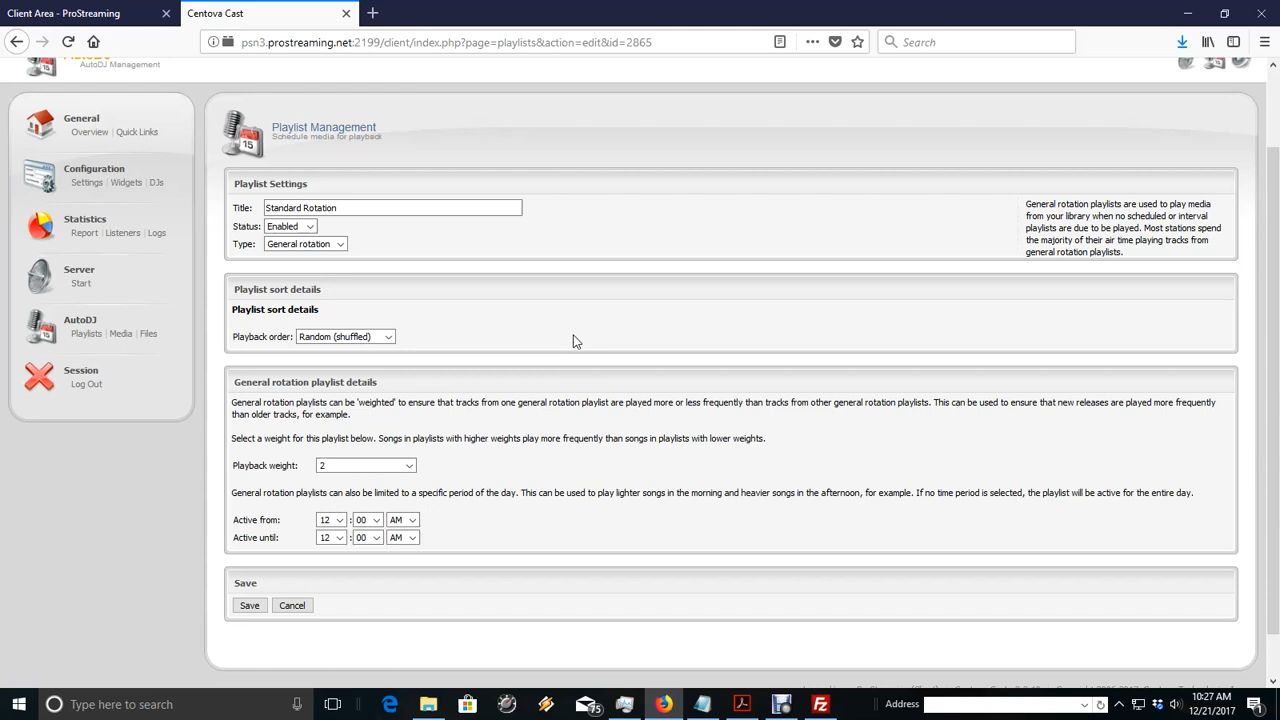 Client Area - ProStreaming
Centova Cast
psn3.prostreaming.net:2199/client/index.php?page=playlists&action=edit&id=2865
Search
AutoDJ Management
General
Overview | Quick Links
Configuration
Settings | Widgets | DJs
Statistics
Report | Listeners | Logs
Server
Start
AutoDJ
Playlists | Media | Files
Session
Log Out
15
Playlist Management
Schedule media for playback
Playlist Settings
Title: Standard Rotation
Status: Enabled
Type: General rotation
General rotation playlists are used to play media
from your library when no scheduled or interval
playlists are due to be played. Most stations spend
the majority of their air time playing tracks from
general rotation playlists.
Playlist sort details
Playlist sort details
Playback order: Random (shuffled)
General rotation playlist details
General rotation playlists can be 'weighted' to ensure that tracks from one general rotation playlist are played more or less frequently than tracks from other general rotation playlists. This can be used to ensure that new releases are played more frequently
than older tracks, for example.
Select a weight for this playlist below. Songs in playlists with higher weights play more frequently than songs in playlists with lower weights.
Playback weight: 2
General rotation playlists can also be limited to a specific period of the day. This can be used to play lighter songs in the morning and heavier songs in the afternoon, for example. If no time period is selected, the playlist will be active for the entire day.
Active from: 12 : 00 AM
Active until: 12 : 00 AM
Save
Save Cancel
Type here to search
75
Address
10:27 AM
12/21/2017